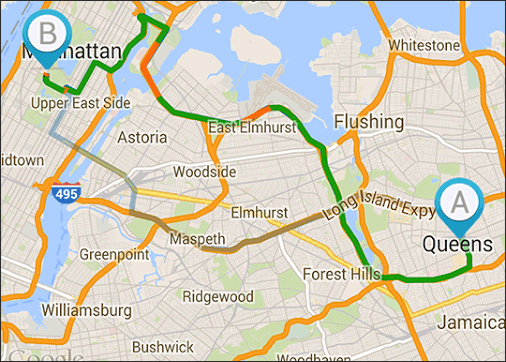 B
Manhattan
Whitestone
Upper East Side
Flushing
East Elmhurst
Astoria
idtown
Woodside
495
Long Island Expy
A
Elmhurst
Queens
Maspeth
Greenpoint
Forest Hills
Ridgewood
Williamsburg
Jamaica
Bushwick
Woodhaven
Google